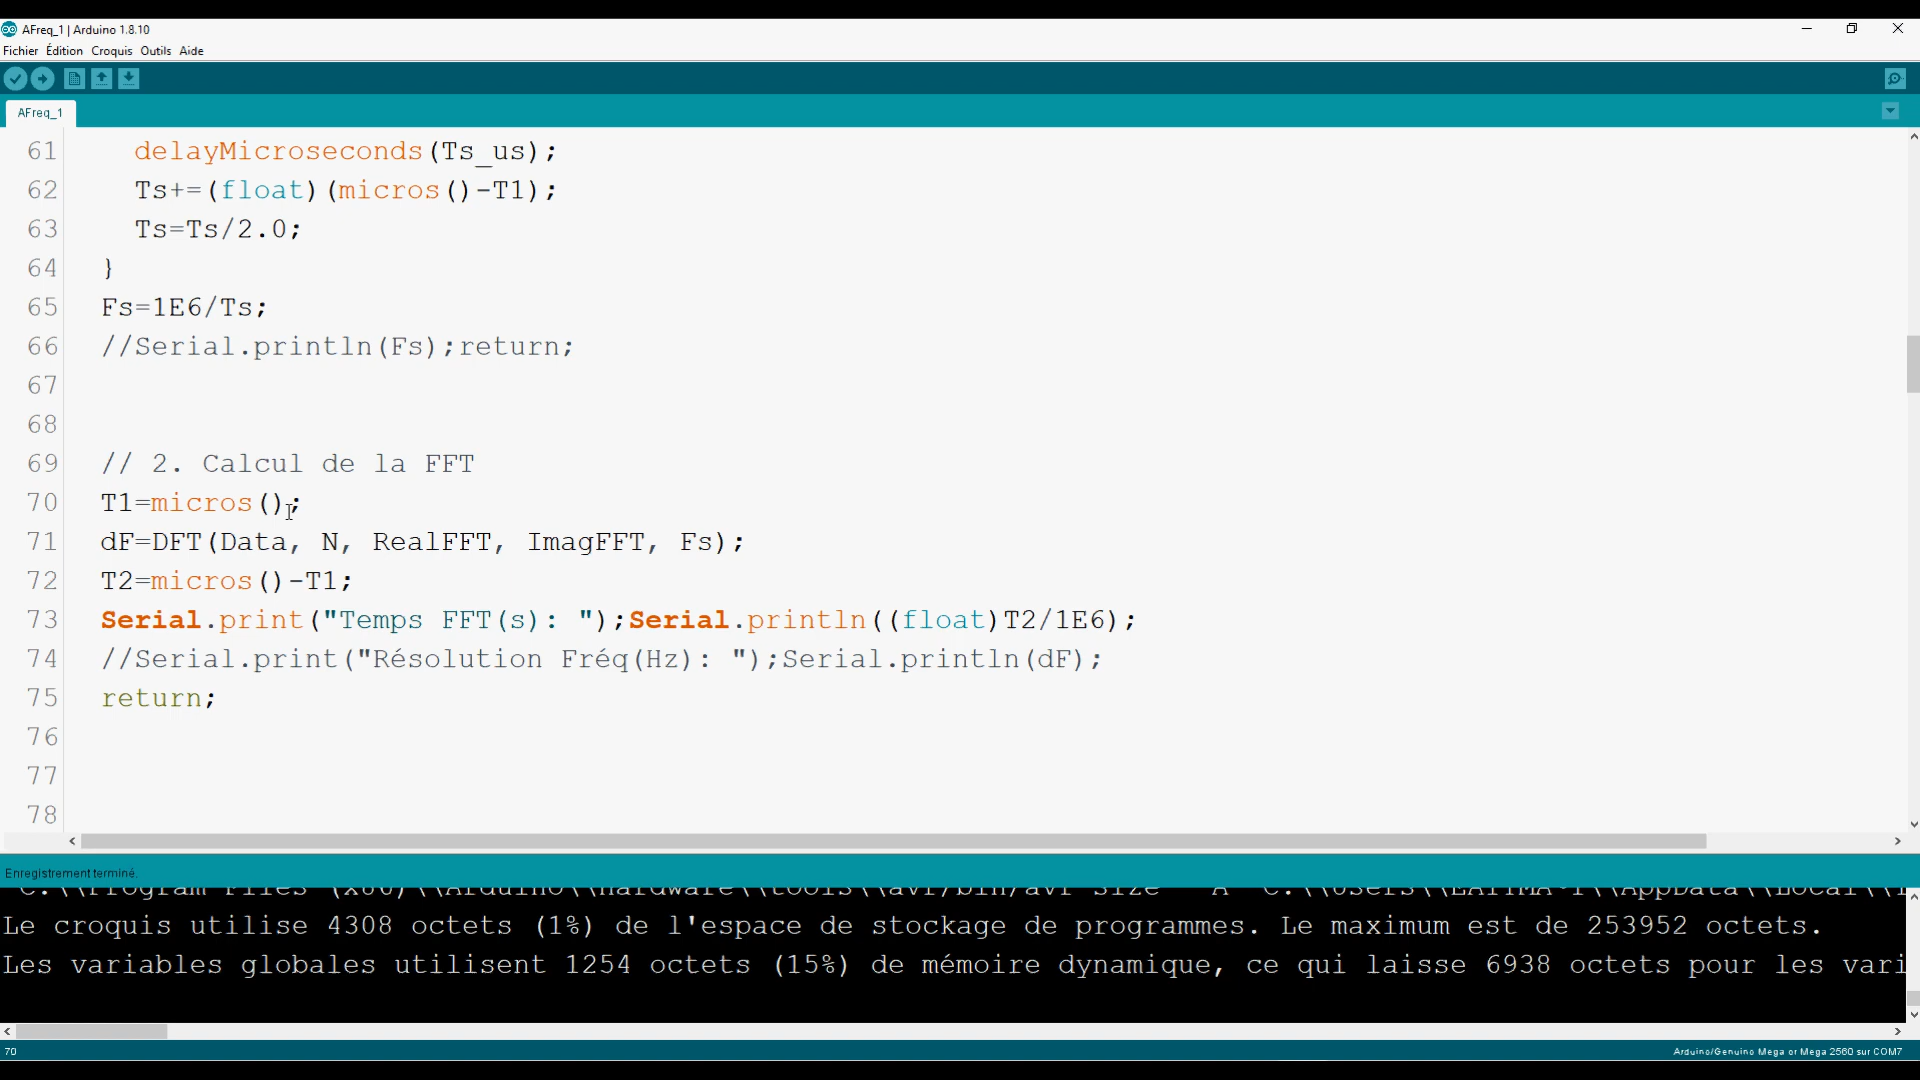 AFreq_1 | Arduino 1.8.10
Fichier Édition Croquis Outils Aide
AFreq_1
61 delayMicroseconds(Ts_us);
62 Ts+=(float)(micros()-T1);
63 Ts=Ts/2.0;
64 }
65 Fs=1E6/Ts;
66 //Serial.println(Fs);return;
67
68
69 // 2. Calcul de la FFT
70 T1=micros();
71 dF=DFT(Data, N, RealFFT, ImagFFT, Fs);
72 T2=micros()-T1;
73 Serial.print("Temps FFT(s): ");Serial.println((float)T2/1E6);
74 //Serial.print("Résolution Fréq(Hz): ");Serial.println(dF);
75 return;
76
77
78
Enregistrement terminé.
Le croquis utilise 4308 octets (1%) de l'espace de stockage de programmes. Le maximum est de 253952 octets.
Les variables globales utilisent 1254 octets (15%) de mémoire dynamique, ce qui laisse 6938 octets pour les vari
70
Arduino/Genuino Mega or Mega 2560 sur COM7